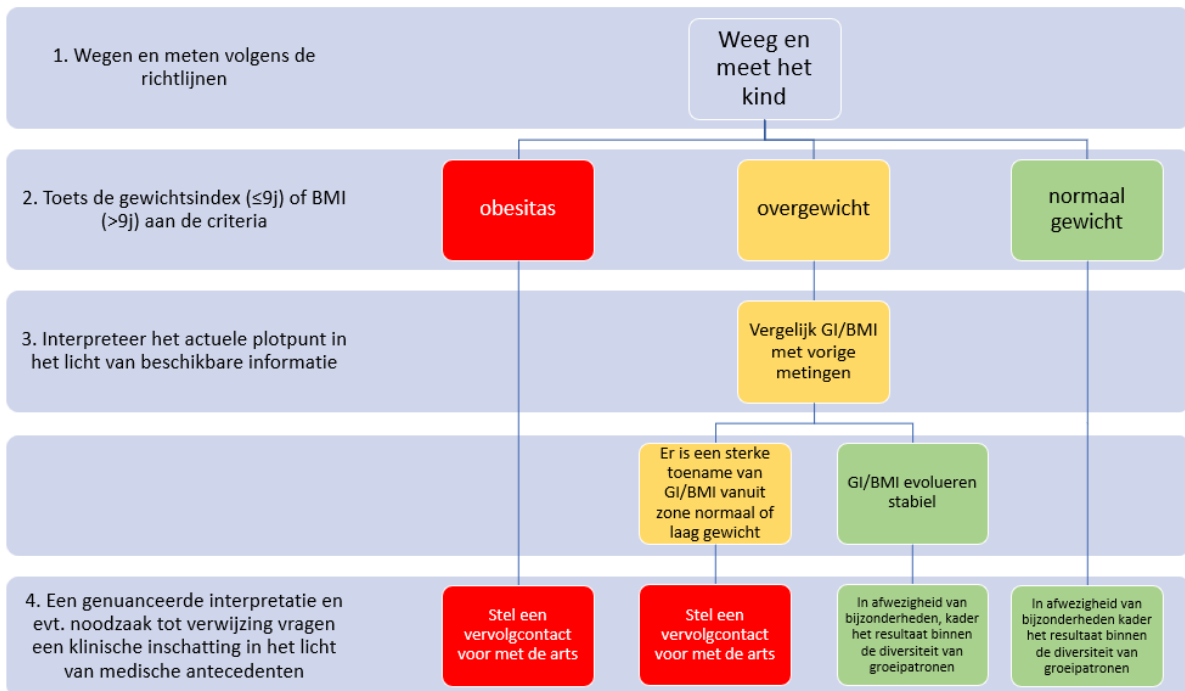 1. Wegen en meten volgens de
richtlijnen
Weeg en
meet het
kind
2. Toets de gewichtsindex (≤9j) of BMI
(>9j) aan de criteria
obesitas
overgewicht
normaal
gewicht
3. Interpreteer het actuele plotpunt in
het licht van beschikbare informatie
Vergelijk GI/BMI
met vorige
metingen
Er is een sterke
toename van
GI/BMI vanuit
zone normaal of
laag gewicht
GI/BMI evolueren
stabiel
4. Een genuanceerde interpretatie en
evt. noodzaak tot verwijzing vragen
een klinische inschatting in het licht
van medische antecedenten
Stel een
vervolgcontact
voor met de arts
Stel een
vervolgcontact
voor met de arts
In afwezigheid van
bijzonderheden, kader
het resultaat binnen
de diversiteit van
groeipatronen
In afwezigheid van
bijzonderheden kader
het resultaat binnen
de diversiteit van
groeipatronen